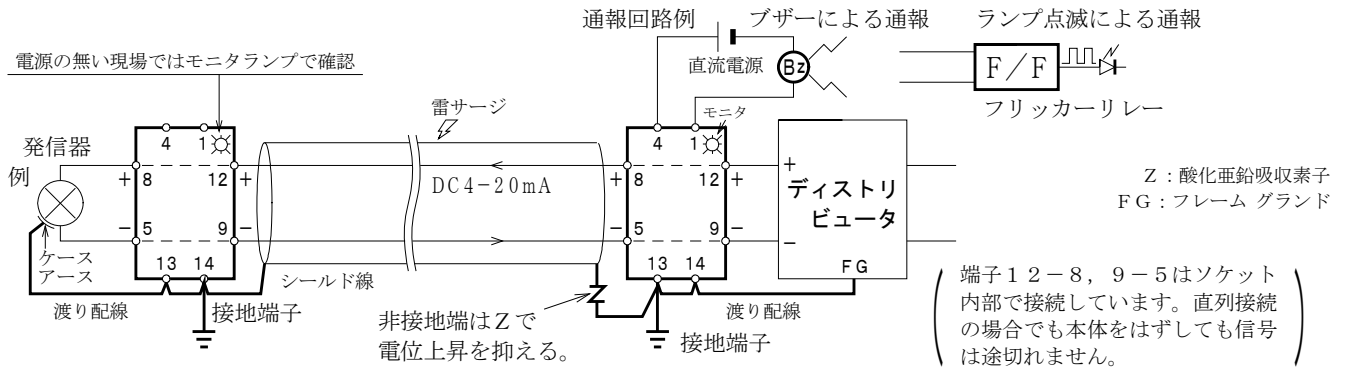 通報回路例
ブザーによる通報
ランプ点滅による通報
電源の無い現場ではモニタランプで確認
直流電源
Bz
F/F
フリッカーリレー
雷サージ
モニタ
4
1
4
1
発信器
例
+
8
12
+
DC4-20mA
+
8
12
+
+
ディストリ
ビュータ
Z:酸化亜鉛吸収素子
FG:フレーム グランド
−
5
9
−
−
5
9
−
−
ケース
アース
13
14
シールド線
13
14
FG
渡り配線
接地端子
非接地端はZで
電位上昇を抑える。
渡り配線
接地端子
端子12−8,9−5はソケット
内部で接続しています。直列接続
の場合でも本体をはずしても信号
は途切れません。